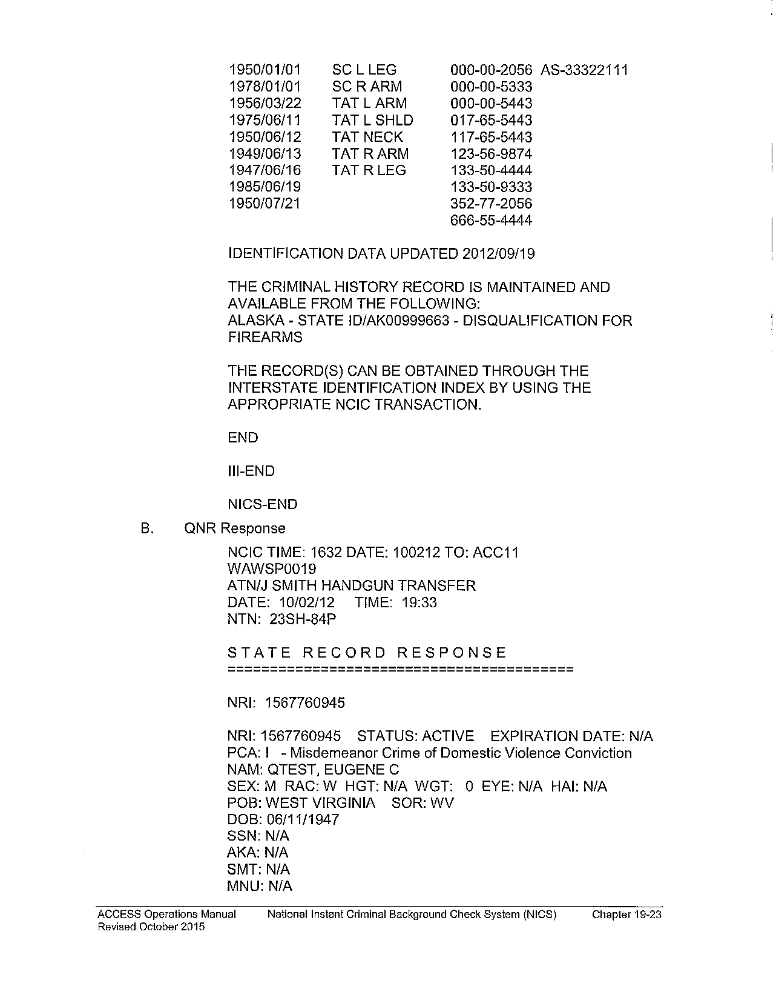 1950/01/01 SC L LEG 000-00-2056 AS-33322111
1978/01/01 SC R ARM 000-00-5333
1956/03/22 TAT L ARM 000-00-5443
1975/06/11 TAT L SHLD 017-65-5443
1950/06/12 TAT NECK 117-65-5443
1949/06/13 TAT R ARM 123-56-9874
1947/06/16 TAT R LEG 133-50-4444
1985/06/19 133-50-9333
1950/07/21 352-77-2056
666-55-4444
IDENTIFICATION DATA UPDATED 2012/09/19
THE CRIMINAL HISTORY RECORD IS MAINTAINED AND
AVAILABLE FROM THE FOLLOWING:
ALASKA - STATE ID/AK00999663 - DISQUALIFICATION FOR
FIREARMS
THE RECORD(S) CAN BE OBTAINED THROUGH THE
INTERSTATE IDENTIFICATION INDEX BY USING THE
APPROPRIATE NCIC TRANSACTION.
END
III-END
NICS-END
B. QNR Response
NCIC TIME: 1632 DATE: 100212 TO: ACC11
WAWSP0019
ATN/J SMITH HANDGUN TRANSFER
DATE: 10/02/12 TIME: 19:33
NTN: 23SH-84P
S T A T E R E C O R D R E S P O N S E
=========================================
NRI: 1567760945
NRI: 1567760945 STATUS: ACTIVE EXPIRATION DATE: N/A
PCA: I - Misdemeanor Crime of Domestic Violence Conviction
NAM: QTEST, EUGENE C
SEX: M RAC: W HGT: N/A WGT: 0 EYE: N/A HAI: N/A
POB: WEST VIRGINIA SOR: WV
DOB: 06/11/1947
SSN: N/A
AKA: N/A
SMT: N/A
MNU: N/A
ACCESS Operations Manual National Instant Criminal Background Check System (NICS) Chapter 19-23
Revised October 2015